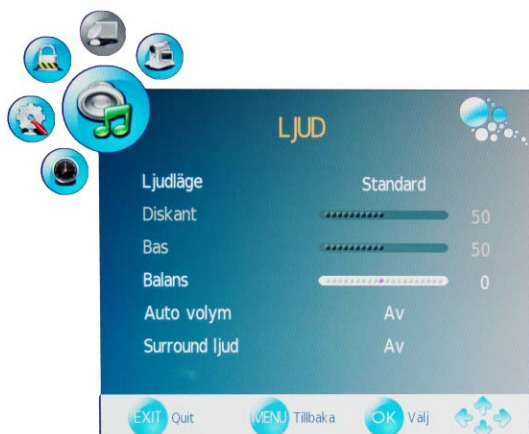 LJUD
Ljudläge Standard
Diskant 50
Bas 50
Balans 0
Auto volym Av
Surround ljud Av
EXIT Quit MENU Tillbaka OK Välj